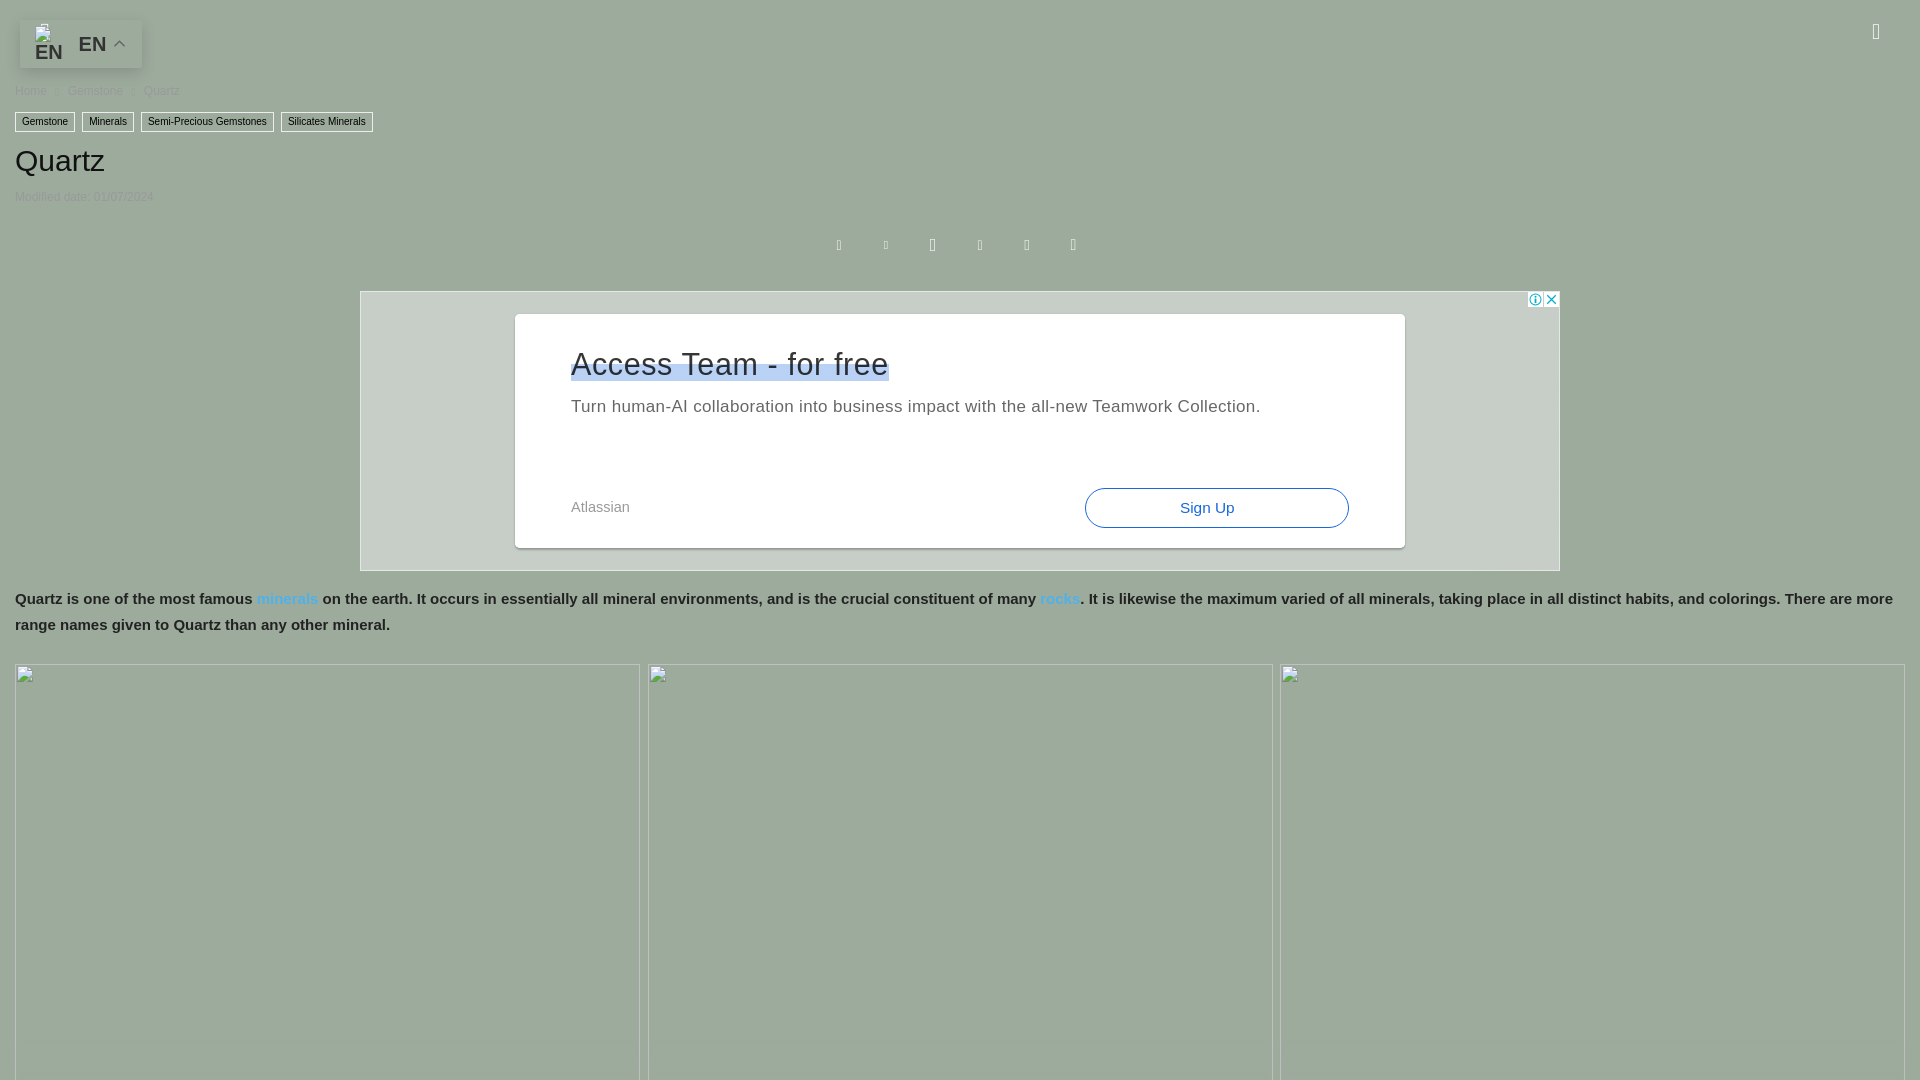 EN EN
Home Gemstone Quartz
Gemstone Minerals Semi-Precious Gemstones Silicates Minerals
Quartz
Modified date: 01/07/2024
Access Team - for free
Turn human-AI collaboration into business impact with the all-new Teamwork Collection.
Atlassian
Sign Up
Quartz is one of the most famous minerals on the earth. It occurs in essentially all mineral environments, and is the crucial constituent of many rocks. It is likewise the maximum varied of all minerals, taking place in all distinct habits, and colorings. There are more
range names given to Quartz than any other mineral.